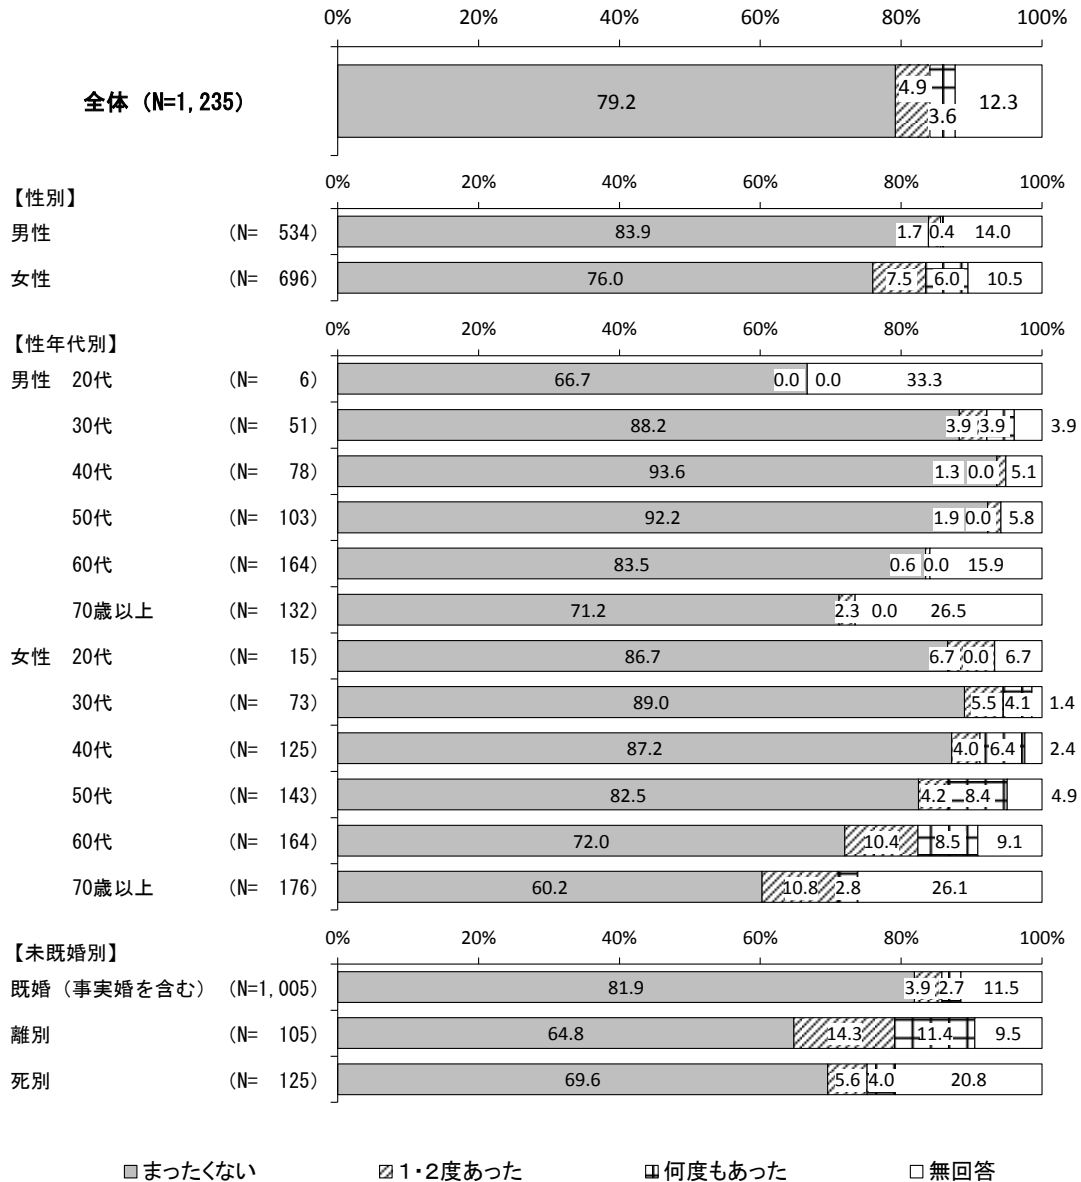 0% 20% 40% 60% 80% 100%
全体 (N=1,235) 79.2 4.9 3.6 12.3
【性別】 0% 20% 40% 60% 80% 100%
男性 (N= 534) 83.9 1.7 0.4 14.0
女性 (N= 696) 76.0 7.5 6.0 10.5
【性年代別】 0% 20% 40% 60% 80% 100%
男性 20代 (N= 6) 66.7 0.0 0.0 33.3
30代 (N= 51) 88.2 3.9 3.9 3.9
40代 (N= 78) 93.6 1.3 0.0 5.1
50代 (N= 103) 92.2 1.9 0.0 5.8
60代 (N= 164) 83.5 0.6 0.0 15.9
70歳以上 (N= 132) 71.2 2.3 0.0 26.5
女性 20代 (N= 15) 86.7 6.7 0.0 6.7
30代 (N= 73) 89.0 5.5 4.1 1.4
40代 (N= 125) 87.2 4.0 6.4 2.4
50代 (N= 143) 82.5 4.2 8.4 4.9
60代 (N= 164) 72.0 10.4 8.5 9.1
70歳以上 (N= 176) 60.2 10.8 2.8 26.1
【未既婚別】 0% 20% 40% 60% 80% 100%
既婚（事実婚を含む） (N=1,005) 81.9 3.9 2.7 11.5
離別 (N= 105) 64.8 14.3 11.4 9.5
死別 (N= 125) 69.6 5.6 4.0 20.8
まったくない 1・2度あった 何度もあった 無回答